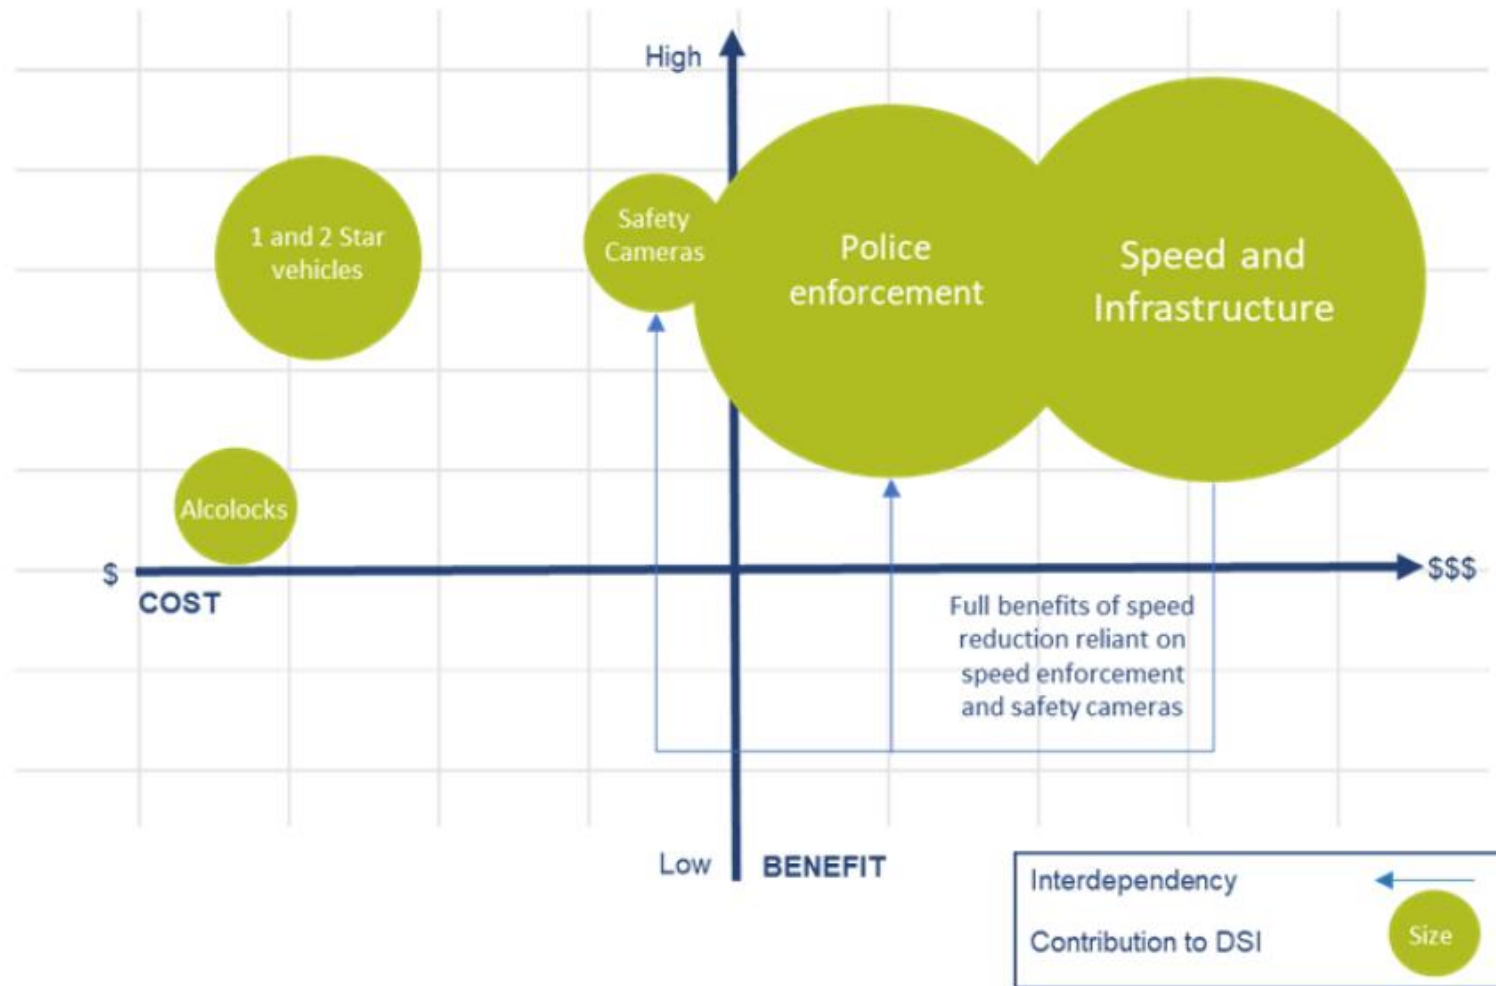 High
1 and 2 Star
vehicles
Safety
Cameras
Police
enforcement
Speed and
Infrastructure
Alcolocks
$
$$$
COST
Full benefits of speed
reduction reliant on
speed enforcement
and safety cameras
Low
BENEFIT
Interdependency
Contribution to DSI
Size